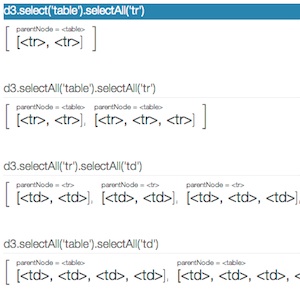 d3.select('table').selectAll('tr')
parentNode = <table>
[<tr>, <tr>]
d3.selectAll('table').selectAll('tr')
parentNode = <table> parentNode = <table>
[<tr>, <tr>], [<tr>, <tr>, <tr>]
d3.selectAll('tr').selectAll('td')
parentNode = <tr> parentNode = <tr> parentNode = <tr>
[<td>, <td>], [<td>, <td>], [<td>, <td>, <td>],
d3.selectAll('table').selectAll('td')
parentNode = <table> parentNode = <table>
[<td>, <td>, <td>, <td>], [<td>, <td>, <td>, <